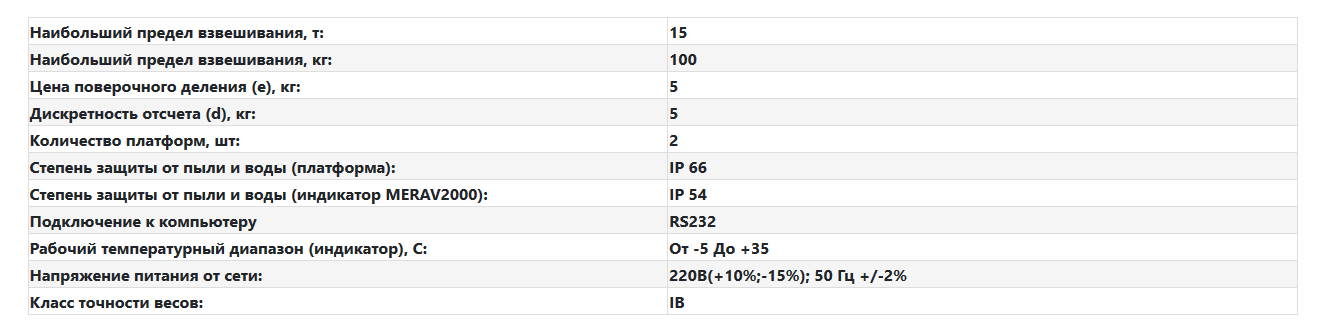 Наибольший предел взвешивания, т: 15
Наибольший предел взвешивания, кг: 100
Цена поверочного деления (e), кг: 5
Дискретность отсчета (d), кг: 5
Количество платформ, шт: 2
Степень защиты от пыли и воды (платформа): IP 66
Степень защиты от пыли и воды (индикатор MERAV2000): IP 54
Подключение к компьютеру RS232
Рабочий температурный диапазон (индикатор), С: От -5 До +35
Напряжение питания от сети: 220В(+10%;-15%); 50 Гц +/-2%
Класс точности весов: IB